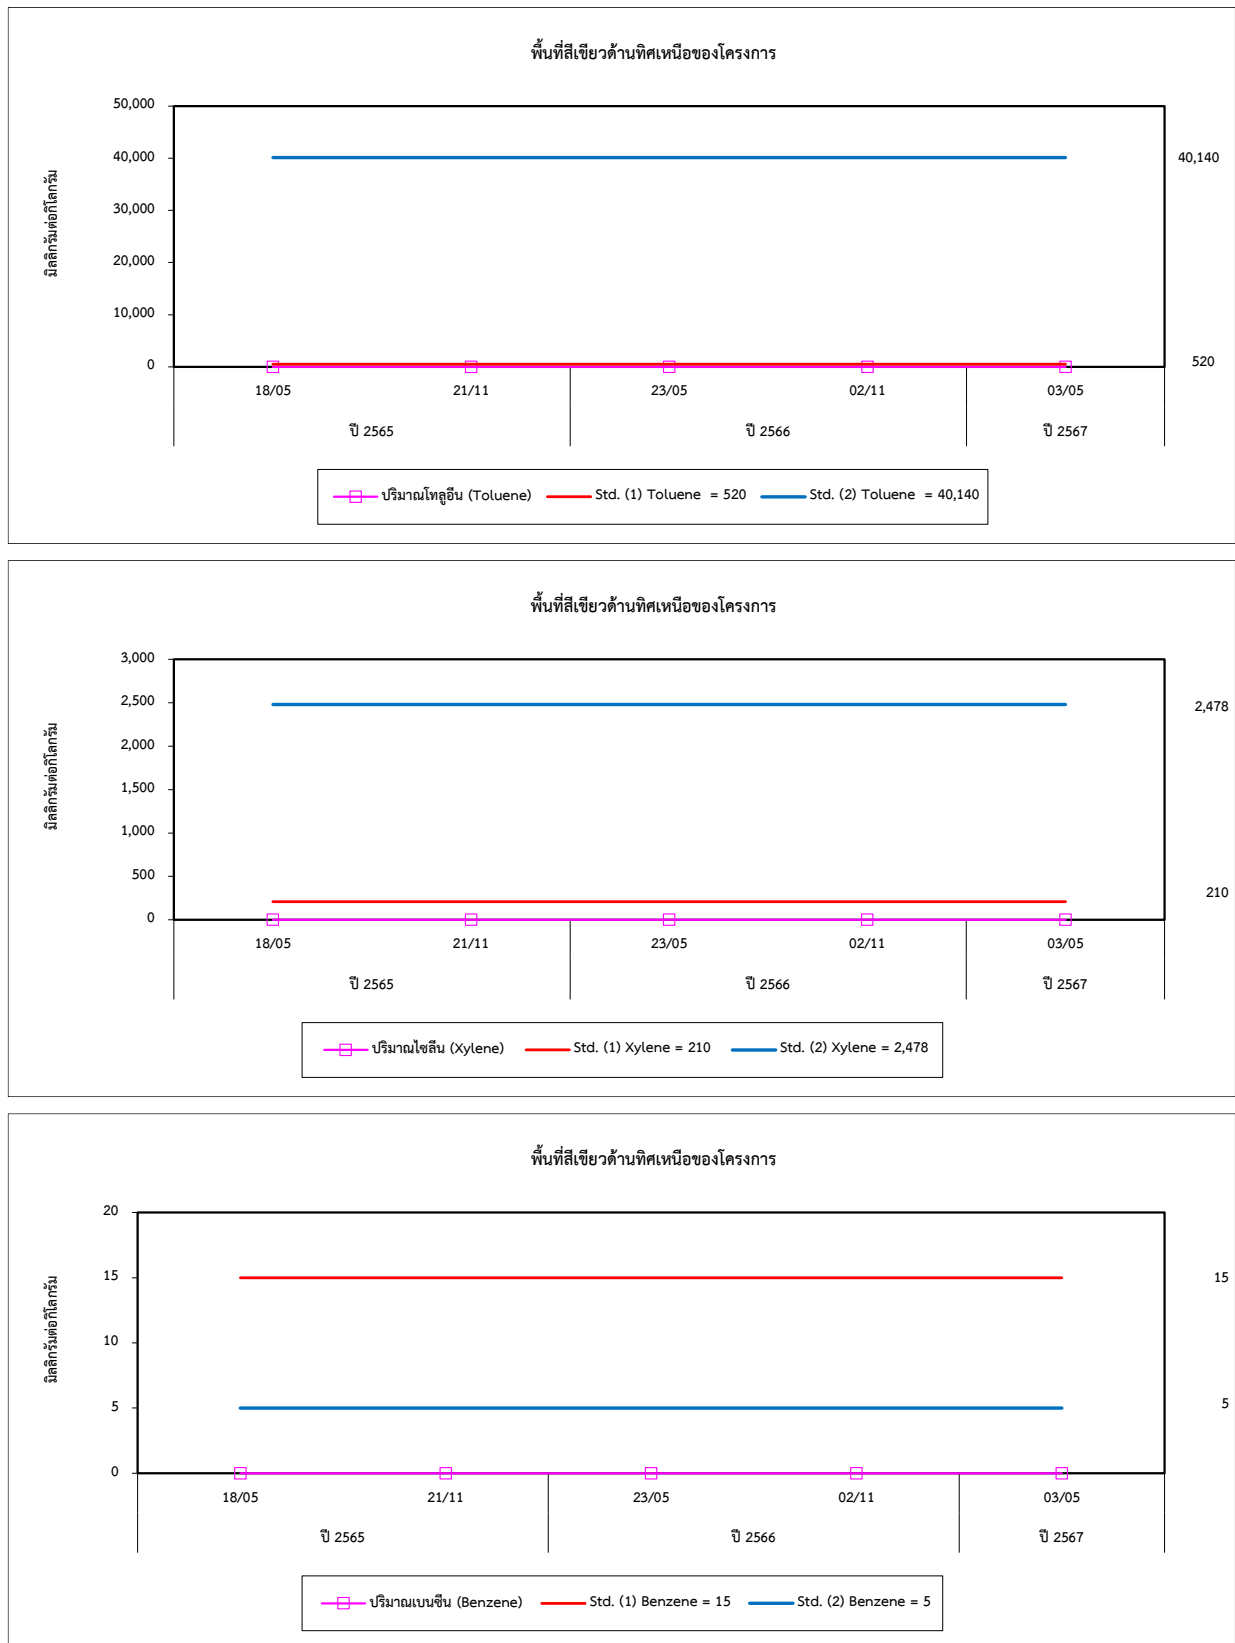 พื้นที่สีเขียวด้านทิศเหนือของโครงการ
มิลลิกรัมต่อกิโลกรัม
50,000
40,000
30,000
20,000
10,000
0
40,140
520
18/05 21/11 23/05 02/11 03/05
ปี 2565 ปี 2566 ปี 2567
ปริมาณโทลูอีน (Toluene) Std. (1) Toluene = 520 Std. (2) Toluene = 40,140
พื้นที่สีเขียวด้านทิศเหนือของโครงการ
มิลลิกรัมต่อกิโลกรัม
3,000
2,500
2,000
1,500
1,000
500
0
2,478
210
18/05 21/11 23/05 02/11 03/05
ปี 2565 ปี 2566 ปี 2567
ปริมาณไซลีน (Xylene) Std. (1) Xylene = 210 Std. (2) Xylene = 2,478
พื้นที่สีเขียวด้านทิศเหนือของโครงการ
มิลลิกรัมต่อกิโลกรัม
20
15
10
5
0
15
5
18/05 21/11 23/05 02/11 03/05
ปี 2565 ปี 2566 ปี 2567
ปริมาณเบนซีน (Benzene) Std. (1) Benzene = 15 Std. (2) Benzene = 5